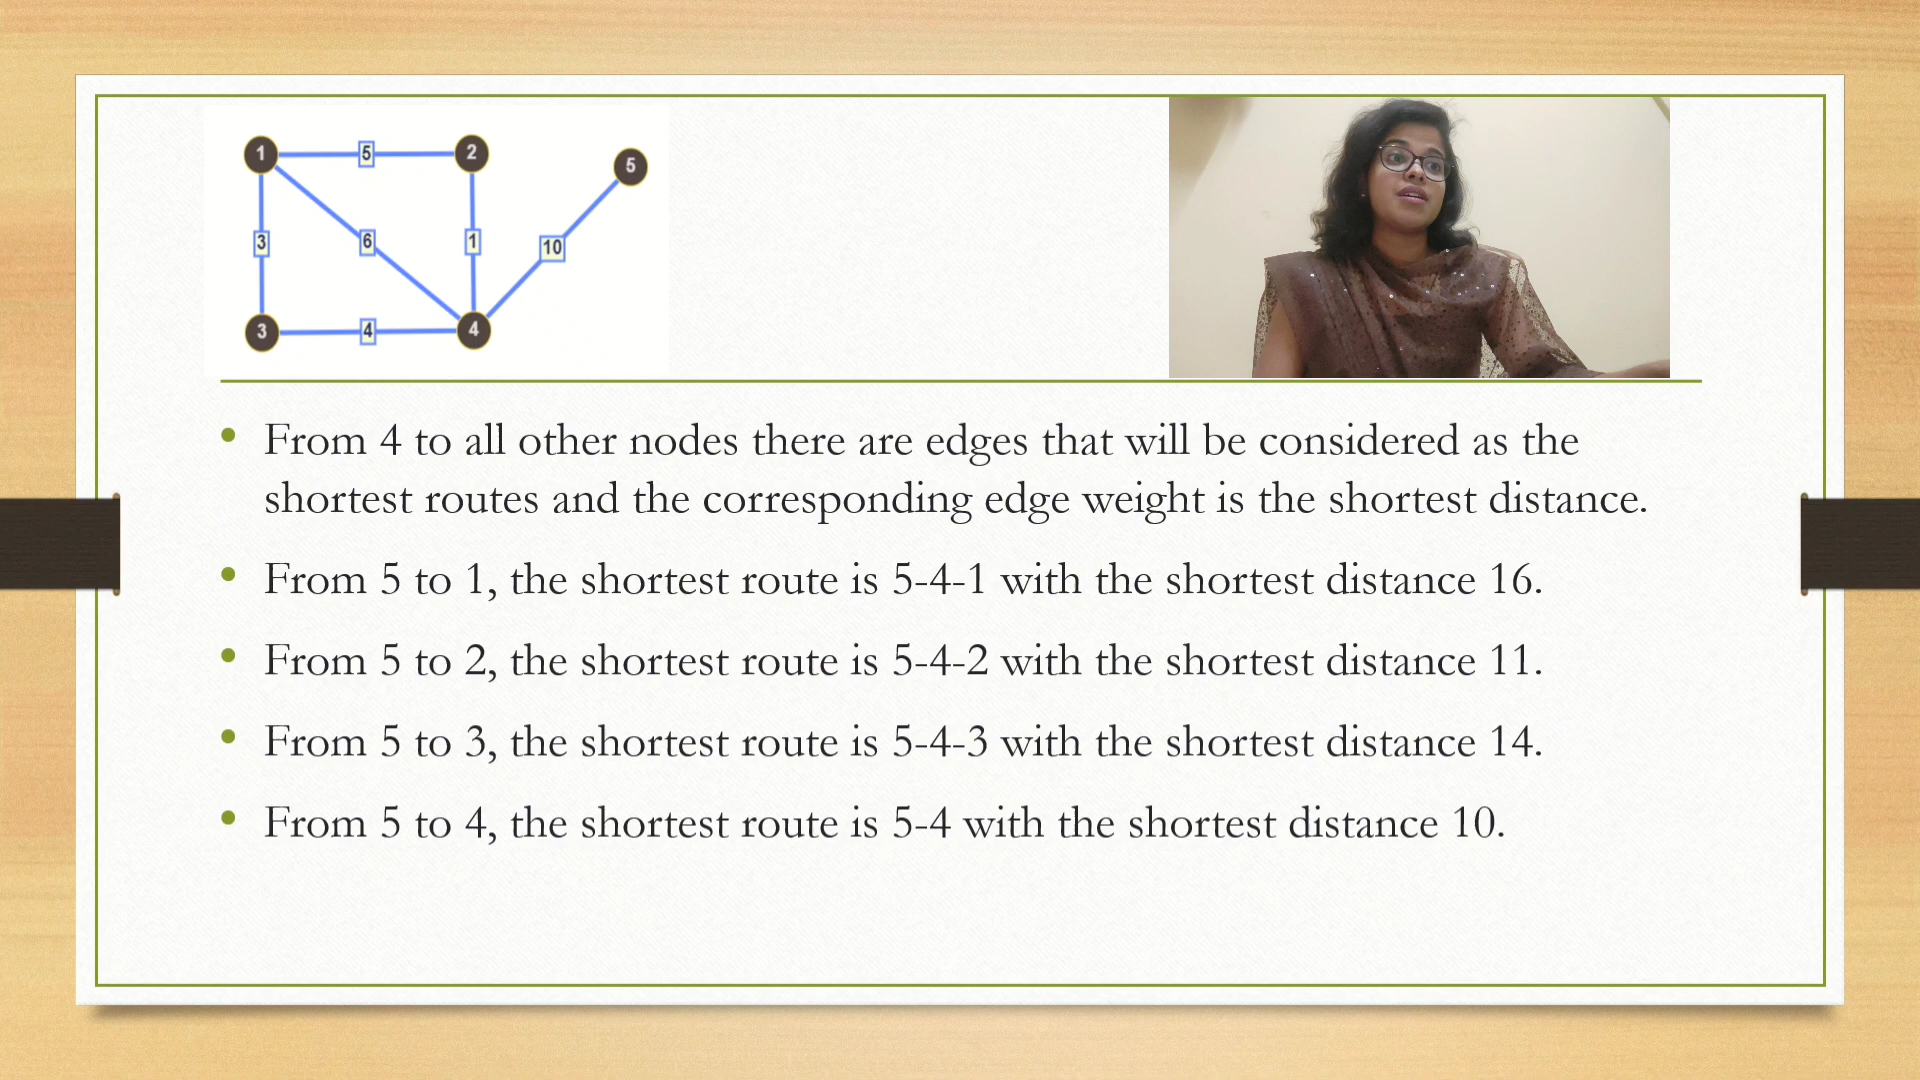 1 5 2
5
3 6 1 10
3 4 4
From 4 to all other nodes there are edges that will be considered as the
shortest routes and the corresponding edge weight is the shortest distance.
From 5 to 1, the shortest route is 5-4-1 with the shortest distance 16.
From 5 to 2, the shortest route is 5-4-2 with the shortest distance 11.
From 5 to 3, the shortest route is 5-4-3 with the shortest distance 14.
From 5 to 4, the shortest route is 5-4 with the shortest distance 10.